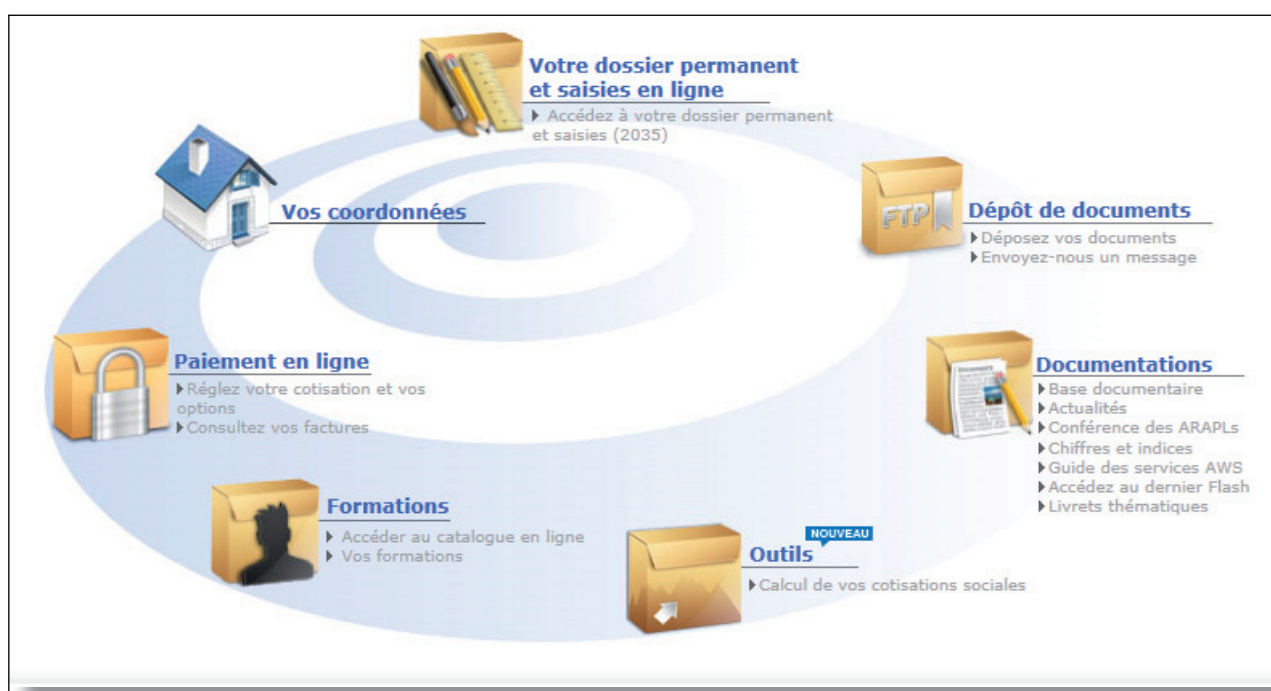 Votre dossier permanent
et saisies en ligne
Accédez à votre dossier permanent
et saisies (2035)
Vos coordonnées
FTP
Dépôt de documents
Déposez vos documents
Envoyez-nous un message
Paiement en ligne
Réglez votre cotisation et vos
options
Consultez vos factures
Documentations
Base documentaire
Actualités
Conférence des ARAPLs
Chiffres et indices
Guide des services AWS
Accédez au dernier Flash
Livrets thématiques
Formations
Accéder au catalogue en ligne
Vos formations
NOUVEAU
Outils
Calcul de vos cotisations sociales